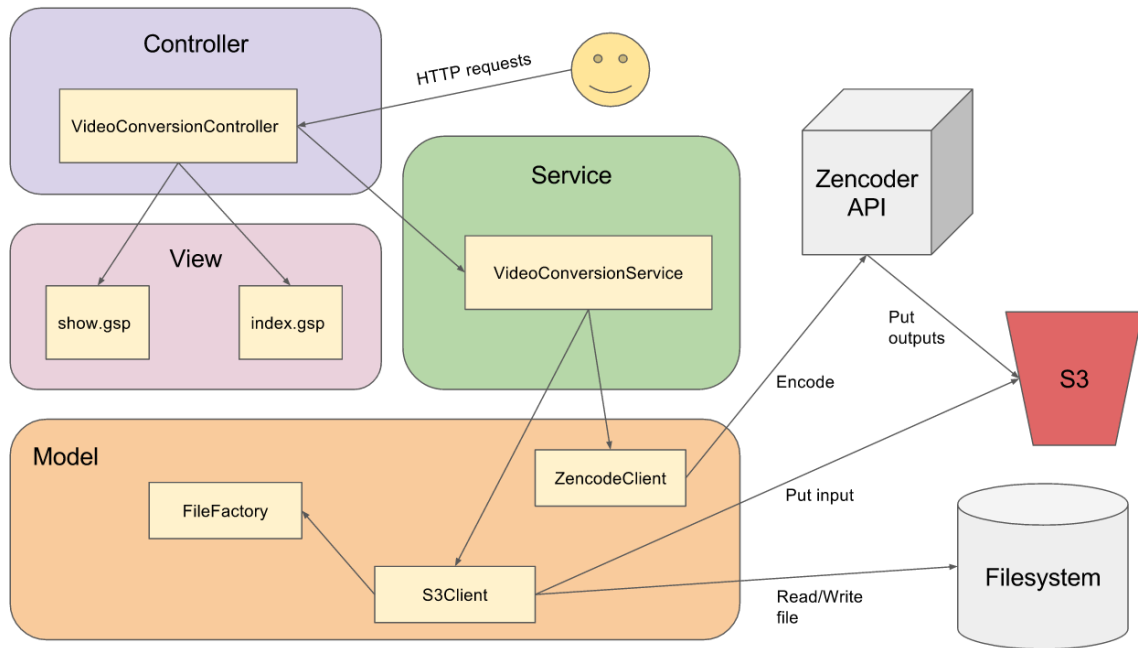 Controller
HTTP requests
VideoConversionController
Service
Zencoder
API
View
VideoConversionService
show.gsp
index.gsp
Put
outputs
Encode
S3
Model
ZencodeClient
Put input
FileFactory
S3Client
Filesystem
Read/Write
file